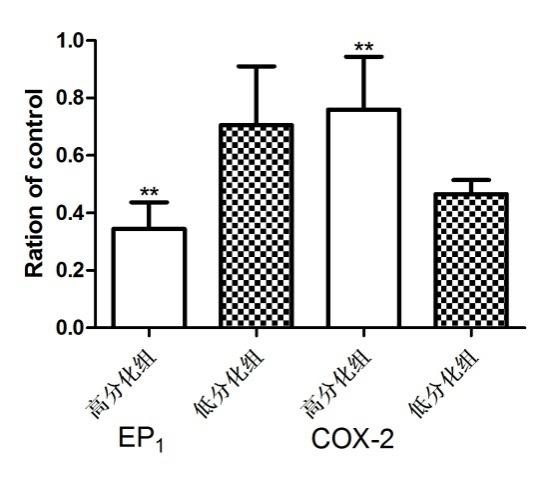 Ration of control
1.0
0.8
0.6
0.4
0.2
0.0
**
**
高分化组
低分化组
高分化组
低分化组
EP₁
COX-2